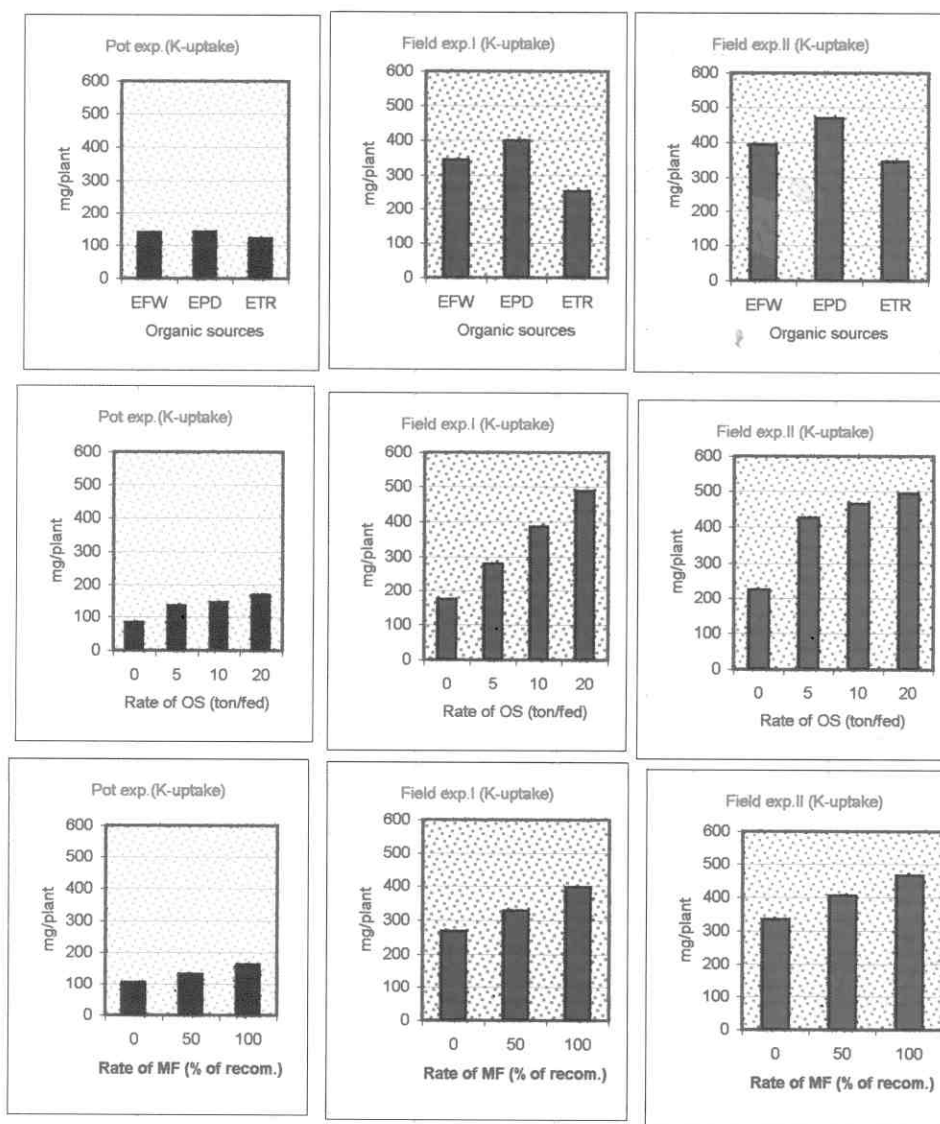 Pot exp.(K-uptake)
600
500
400
300
200
100
0
mg/plant
EFW EPD ETR
Organic sources
Field exp.I (K-uptake)
600
500
400
300
200
100
0
mg/plant
EFW EPD ETR
Organic sources
Field exp.II (K-uptake)
600
500
400
300
200
100
0
mg/plant
EFW EPD ETR
Organic sources
Pot exp.(K-uptake)
600
500
400
300
200
100
0
mg/plant
0 5 10 20
Rate of OS (ton/fed)
Field exp.I (K-uptake)
600
500
400
300
200
100
0
mg/plant
0 5 10 20
Rate of OS (ton/fed)
Field exp.II (K-uptake)
600
500
400
300
200
100
0
mg/plant
0 5 10 20
Rate of OS (ton/fed)
Pot exp.(K-uptake)
600
500
400
300
200
100
0
mg/plant
0 50 100
Rate of MF (% of recom.)
Field exp.I (K-uptake)
600
500
400
300
200
100
0
mg/plant
0 50 100
Rate of MF (% of recom.)
Field exp.II (K-uptake)
600
500
400
300
200
100
0
mg/plant
0 50 100
Rate of MF (% of recom.)